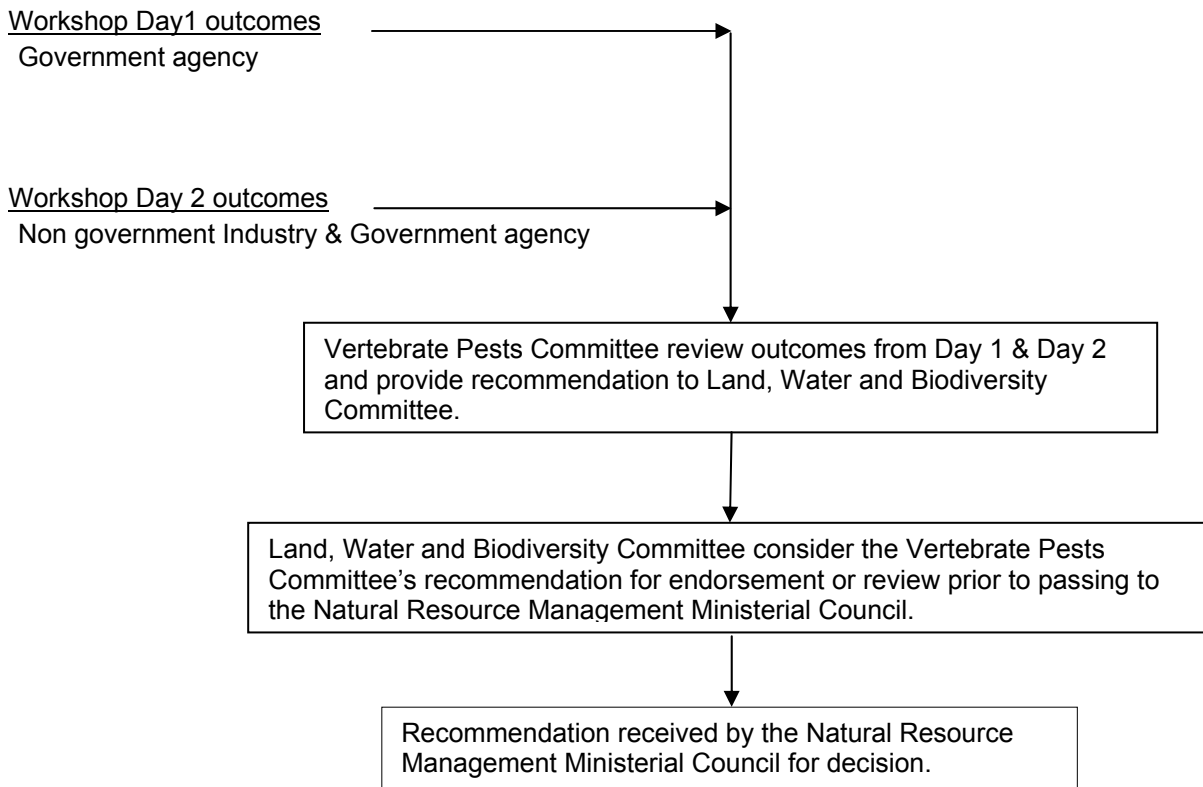 Workshop Day1 outcomes
Government agency
Workshop Day 2 outcomes
Non government Industry & Government agency
Vertebrate Pests Committee review outcomes from Day 1 & Day 2
and provide recommendation to Land, Water and Biodiversity
Committee.
Land, Water and Biodiversity Committee consider the Vertebrate Pests
Committee’s recommendation for endorsement or review prior to passing to
the Natural Resource Management Ministerial Council.
Recommendation received by the Natural Resource
Management Ministerial Council for decision.